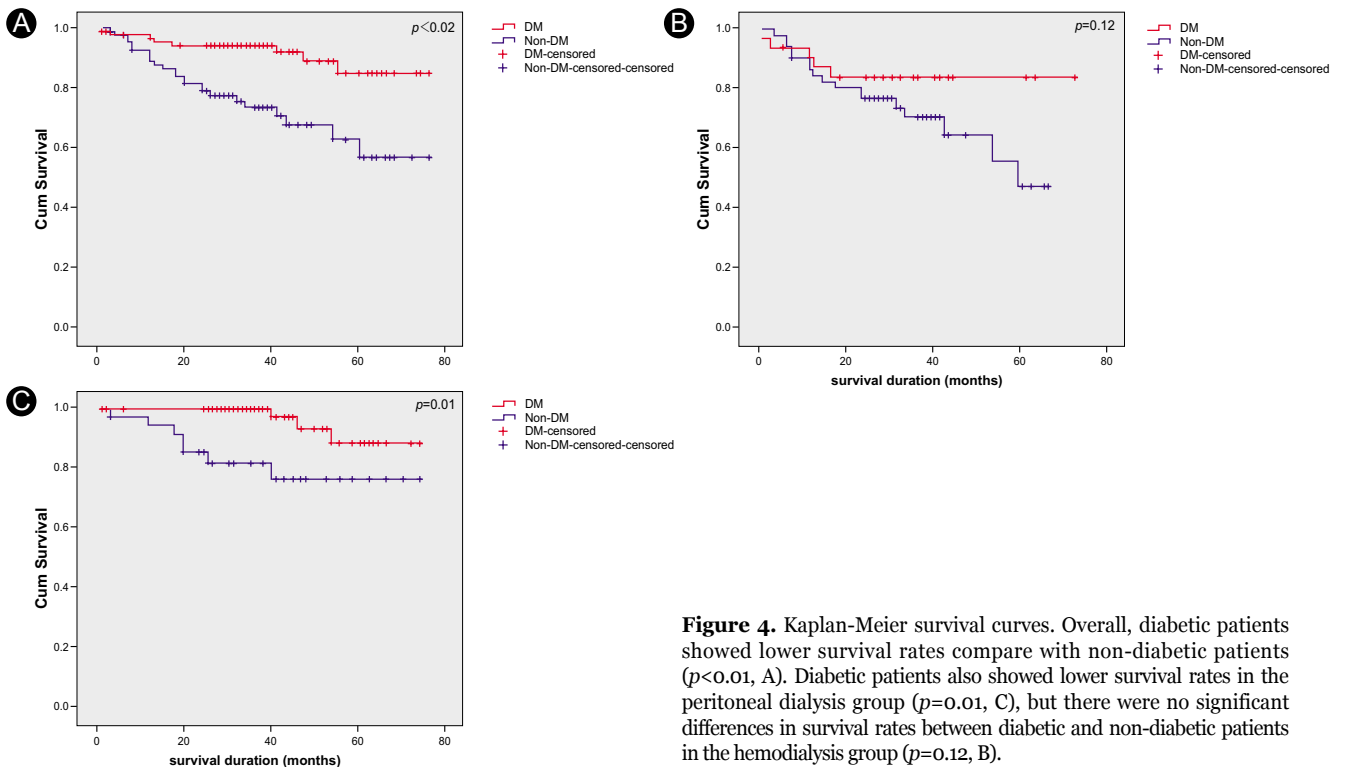 A
p<0.02
1.0
0.8
0.6
0.4
0.2
0.0
Cum Survival
0 20 40 60 80
DM
Non-DM
DM-censored
Non-DM-censored-censored
B
p=0.12
1.0
0.8
0.6
0.4
0.2
0.0
Cum Survival
0 20 40 60 80
survival duration (months)
DM
Non-DM
DM-censored
Non-DM-censored-censored
C
p=0.01
1.0
0.8
0.6
0.4
0.2
0.0
Cum Survival
0 20 40 60 80
survival duration (months)
DM
Non-DM
DM-censored
Non-DM-censored-censored
Figure 4. Kaplan-Meier survival curves. Overall, diabetic patients
showed lower survival rates compare with non-diabetic patients
(p<0.01, A). Diabetic patients also showed lower survival rates in the
peritoneal dialysis group (p=0.01, C), but there were no significant
differences in survival rates between diabetic and non-diabetic patients
in the hemodialysis group (p=0.12, B).